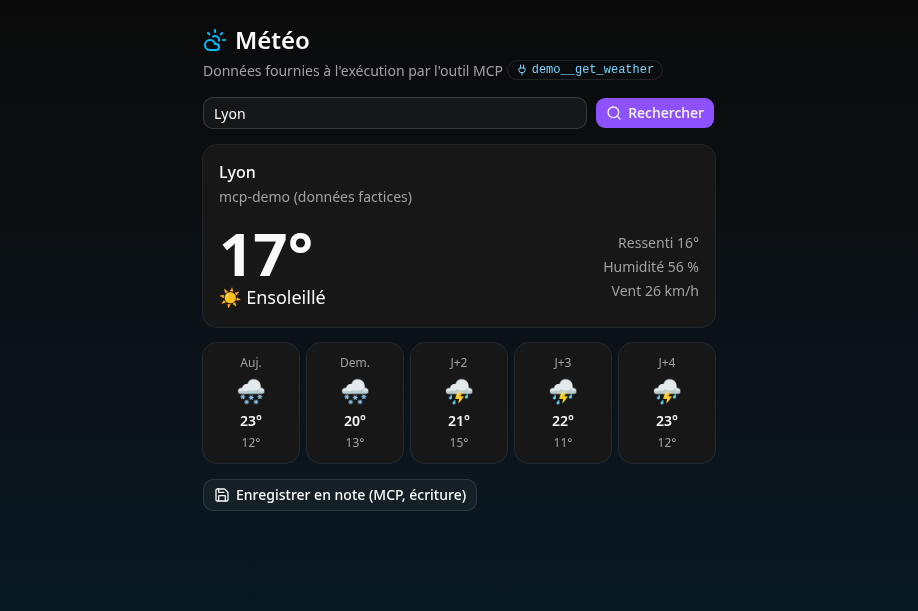 Météo
Données fournies à l'exécution par l'outil MCP demo__get_weather
Lyon Rechercher
Lyon
mcp-demo (données factices)
17°
Ensoleillé
Ressenti 16°
Humidité 56 %
Vent 26 km/h
Auj. Dem. J+2 J+3 J+4
23° 20° 21° 22° 23°
12° 13° 15° 11° 12°
Enregistrer en note (MCP, écriture)